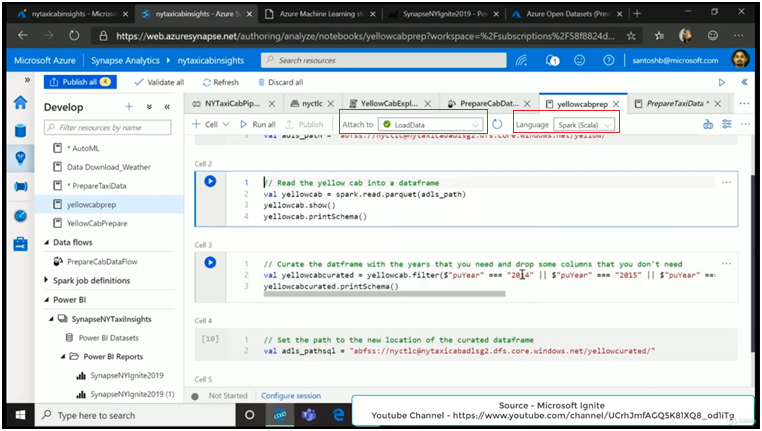 nytaxicabinsights - Microsoft Az
nytaxicabinsights - Azure Sy
Azure Machine Learning st
SynapseNYIgnite2019 - Pow
Azure Open Datasets (Prev
https://web.azuresynapse.net/authoring/analyze/notebooks/yellowcabprep?workspace=%2Fsubscriptions%2F58f8824d...
Microsoft Azure
Synapse Analytics
nytaxicabinsights
Search resources
santoshb@microsoft.com
MICROSOFT
Publish all 4
Validate all
Refresh
Discard all
Develop
Filter resources by name
* AutoML
Data Download_Weather
* PrepareTaxiData
yellowcabprep
YellowCabPrepare
Data flows
PrepareCabDataFlow
Spark job definitions
Power BI
SynapseNYTaxiInsights
Power BI Datasets
Power BI Reports
SynapseNYIgnite2019
SynapseNYIgnite2019 (1)
NYTaxiCabPip...
nyctlc
YellowCabExpl...
PrepareCabDat...
yellowcabprep
PrepareTaxiData *
Cell
Run all
Publish
Attach to
LoadData
Language
Spark (Scala)
val adls_path = "abfss://nyctlc@nytaxicabadlsg2.dfs.core.windows.net/yellow/"
Cell 2
1 // Read the yellow cab into a dataframe
2 val yellowcab = spark.read.parquet(adls_path)
3 yellowcab.show()
4 yellowcab.printSchema()
Cell 3
1 // Curate the datframe with the years that you need and drop some columns that you don't need
2 val yellowcabcurated = yellowcab.filter($"puYear" === "2014" || $"puYear" === "2015" || $"puYear" ==
3 yellowcabcurated.printSchema()
Cell 4
[10]
1 // Set the path to the new location of the curated dataframe
2 val adls_pathsql = "abfss://nyctlc@nytaxicabadlsg2.dfs.core.windows.net/yellowcurated/"
Cell 5
Not Started
Configure session
Type here to search
Source - Microsoft Ignite
Youtube Channel - https://www.youtube.com/channel/UCrhJmfAGQ5K81XQ8_od1iTg